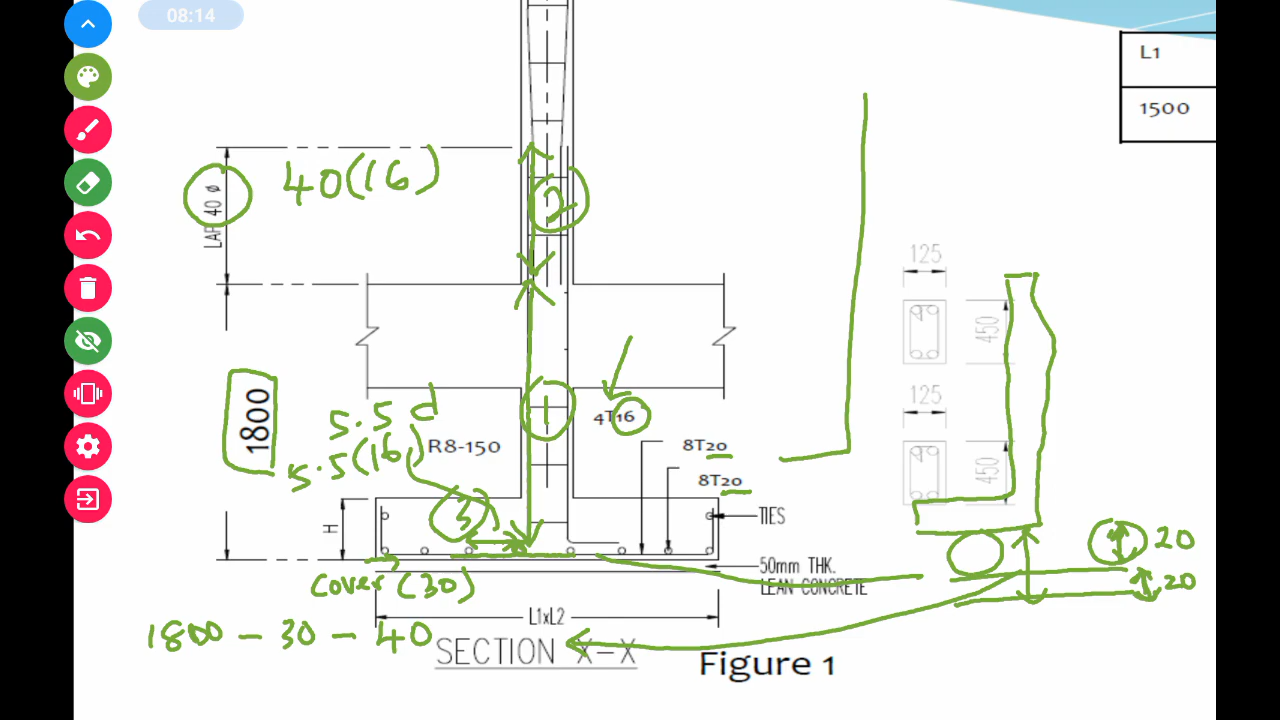 08:14
L1
1500
40(16)
LAP 40 ø
2
125
450
1800
5.5 d
1
4T16
125
5.5(16)
R8-150
8T20
450
8T20
3
H
TIES
20
50mm THK.
LEAN CONCRETE
20
Cover (30)
L1xL2
1800 - 30 - 40
SECTION X-X
Figure 1